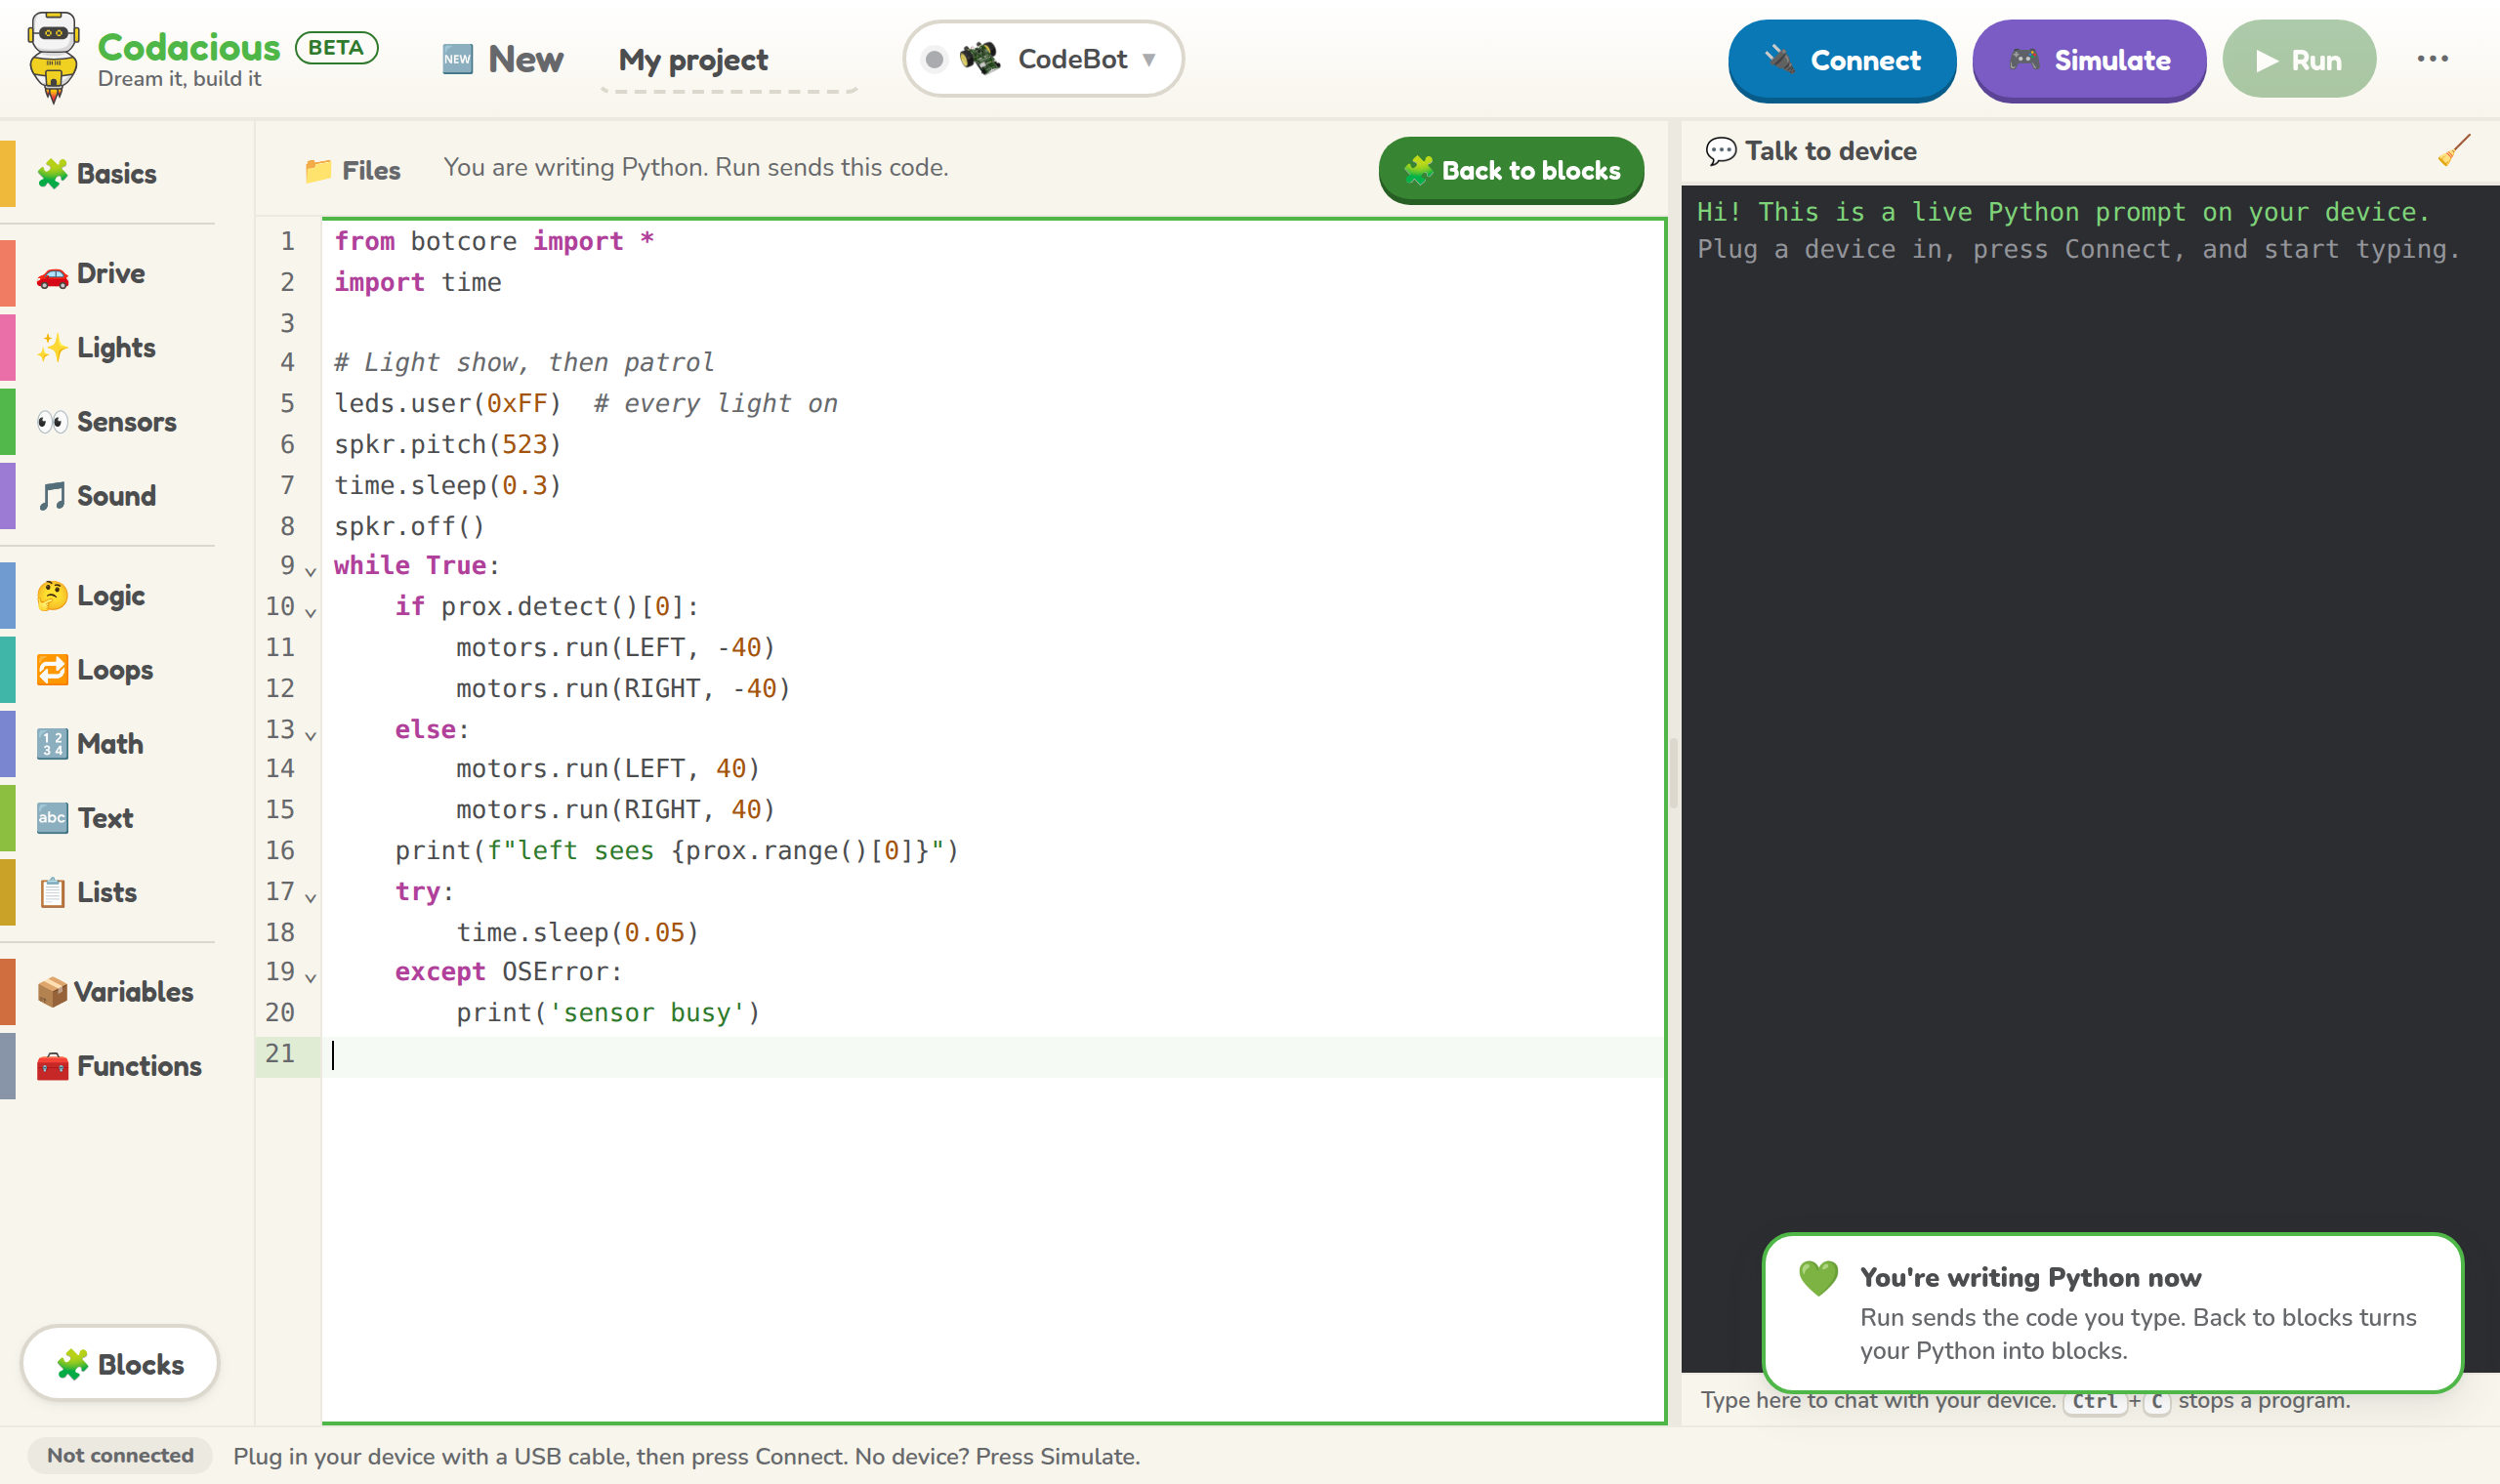 Codacious BETA
Dream it, build it
NEW New
My project
CodeBot ▼
Connect
Simulate
▶ Run
•••
Basics
Drive
Lights
Sensors
Sound
Logic
Loops
1234 Math
abc Text
Lists
Variables
Functions
Blocks
Files
You are writing Python. Run sends this code.
Back to blocks
1 from botcore import *
2 import time
3
4 # Light show, then patrol
5 leds.user(0xFF)  # every light on
6 spkr.pitch(523)
7 time.sleep(0.3)
8 spkr.off()
9 while True:
10     if prox.detect()[0]:
11         motors.run(LEFT, -40)
12         motors.run(RIGHT, -40)
13     else:
14         motors.run(LEFT, 40)
15         motors.run(RIGHT, 40)
16     print(f"left sees {prox.range()[0]}")
17     try:
18         time.sleep(0.05)
19     except OSError:
20         print('sensor busy')
21
Talk to device
Hi! This is a live Python prompt on your device.
Plug a device in, press Connect, and start typing.
You're writing Python now
Run sends the code you type. Back to blocks turns
your Python into blocks.
Type here to chat with your device. Ctrl+C stops a program.
Not connected
Plug in your device with a USB cable, then press Connect. No device? Press Simulate.